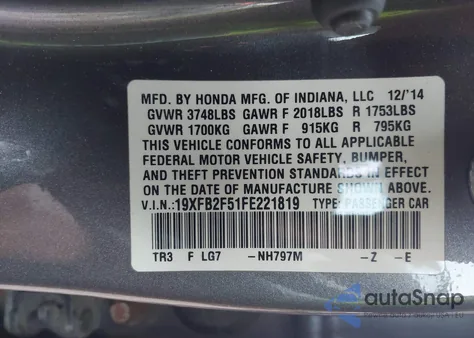 MFD. BY HONDA MFG. OF INDIANA, LLC 12/'14
GVWR 3748LBS GAWR F 2018LBS R 1753LBS
GVWR 1700KG GAWR F 915KG R 795KG
THIS VEHICLE CONFORMS TO ALL APPLICABLE
FEDERAL MOTOR VEHICLE SAFETY, BUMPER,
AND THEFT PREVENTION STANDARDS IN EFFECT
ON THE DATE OF MANUFACTURE SHOWN ABOVE.
V.I.N.:19XFB2F51FE221819 TYPE: PASSENGER CAR
TR3 F LG7 -NH797M -Z -E
autoSnap